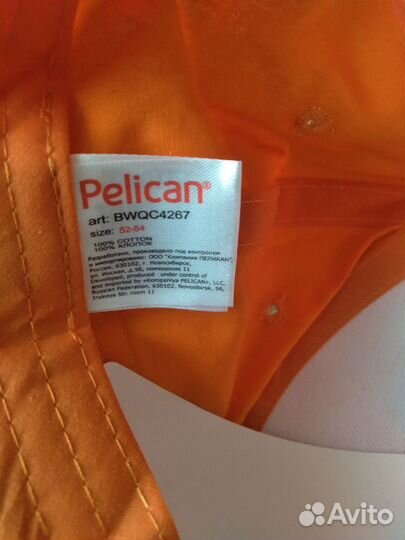 Pelican®
art: BWQC4267
size: 52-54
100% COTTON
100% ХЛОПОК
Разработано, произведено под контролем
и импортировано: ООО "Компания ПЕЛИКАН",
Россия, 630102, г. Новосибирск,
ул. Инская, д.56, помещение 11
Developed, produced under control of
and imported by «Kompaniya PELICAN», LLC,
Russian Federation, 630102, Novosibirsk, 56,
Inskaya Str. room 11
Avito